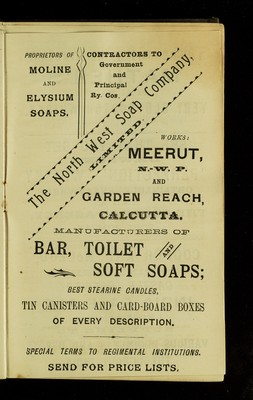 PROPRIETORS OF
MOLINE
AND
ELYSIUM
SOAPS.
CONTRACTORS TO
Government
and
Principal
Ry. Cos.
The North West Soap Company,
LIMITED.
WORKS:
MEERUT,
N.-W. P.
AND
GARDEN REACH,
CALCUTTA.
MANUFACTURERS OF
BAR, TOILET AND
SOFT SOAPS;
BEST STEARINE CANDLES,
TIN CANISTERS AND CARD-BOARD BOXES
OF EVERY DESCRIPTION.
SPECIAL TERMS TO REGIMENTAL INSTITUTIONS.
SEND FOR PRICE LISTS.